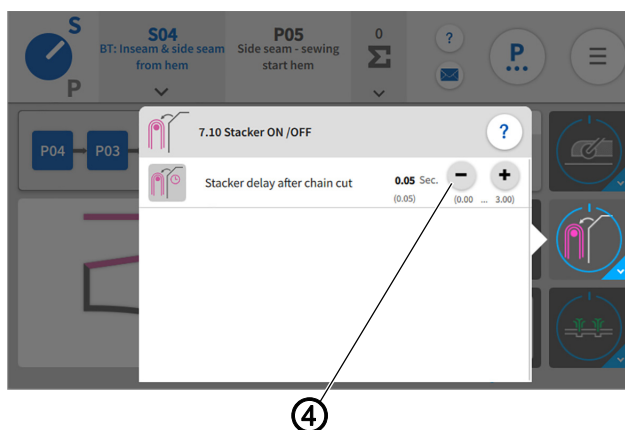 S
P
S04
BT: Inseam & side seam
from hem
P05
Side seam - sewing
start hem
0
Σ
?
P
P04
P03
7.10 Stacker ON /OFF
?
Stacker delay after chain cut
0.05 Sec.
(0.05)
(0.00 ... 3.00)
4